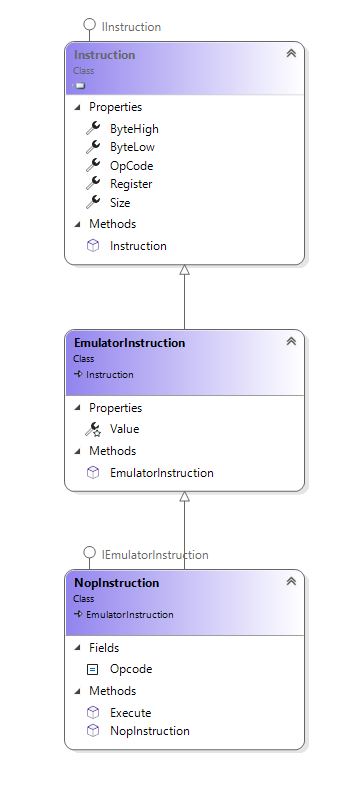 IInstruction
Instruction
Class
Properties
ByteHigh
ByteLow
OpCode
Register
Size
Methods
Instruction
EmulatorInstruction
Class
Instruction
Properties
Value
Methods
EmulatorInstruction
IEmulatorInstruction
NopInstruction
Class
EmulatorInstruction
Fields
Opcode
Methods
Execute
NopInstruction